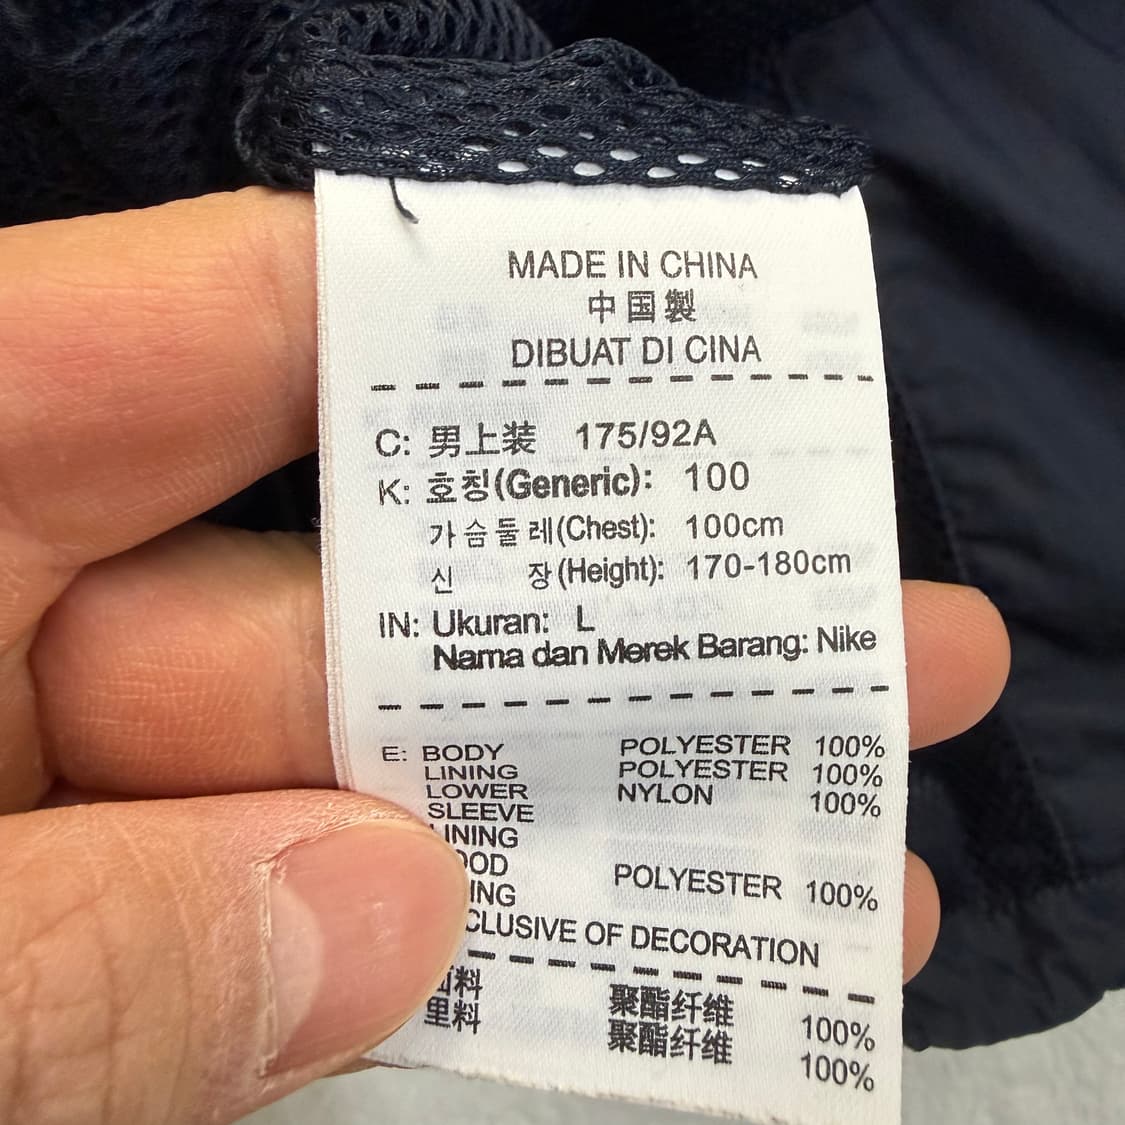 MADE IN CHINA
中国製
DIBUAT DI CINA
C: 男上装 175/92A
K: 호칭(Generic): 100
가슴둘레(Chest): 100cm
신 장(Height): 170-180cm
IN: Ukuran: L
Nama dan Merek Barang: Nike
E: BODY POLYESTER 100%
LINING POLYESTER 100%
LOWER NYLON 100%
SLEEVE
LINING
OOD
ING POLYESTER 100%
CLUSIVE OF DECORATION
面料 聚酯纤维 100%
里料 聚酯纤维 100%